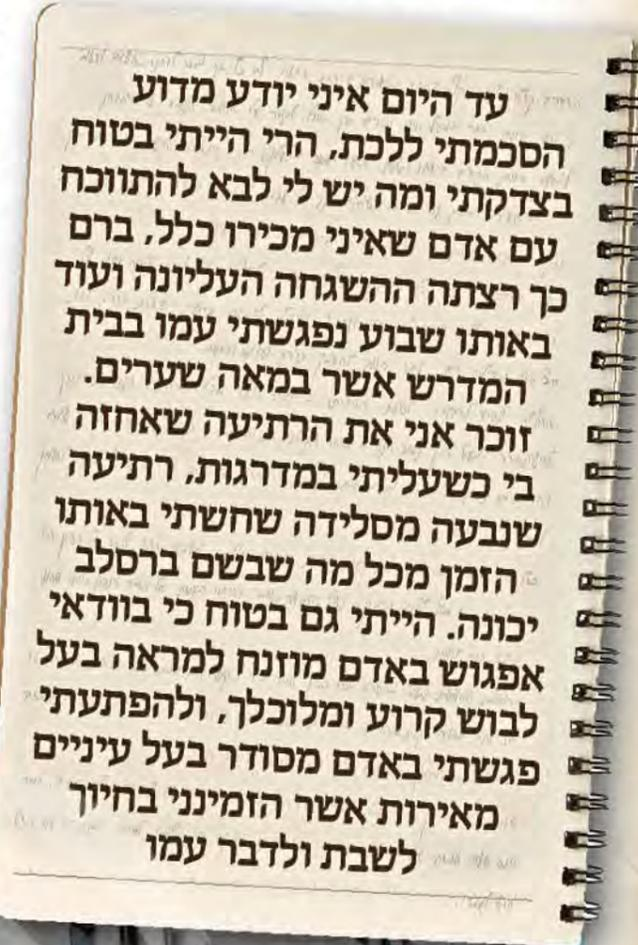 עד היום איני יודע מדוע
הסכמתי ללכת, הרי הייתי בטוח
בצדקתי ומה יש לי לבא להתווכח
עם אדם שאיני מכירו כלל, ברם
כך רצתה ההשגחה העליונה ועוד
באותו שבוע נפגשתי עמו בבית
המדרש אשר במאה שערים.
זוכר אני את הרתיעה שאחזה
בי כשעליתי במדרגות, רתיעה
שנבעה מסלידה שחשתי באותו
הזמן מכל מה שבשם ברסלב
יכונה. הייתי גם בטוח כי בוודאי
אפגוש באדם מוזנח למראה בעל
לבוש קרוע ומלוכלך, ולהפתעתי
פגשתי באדם מסודר בעל עיניים
מאירות אשר הזמינני בחיוך
לשבת ולדבר עמו